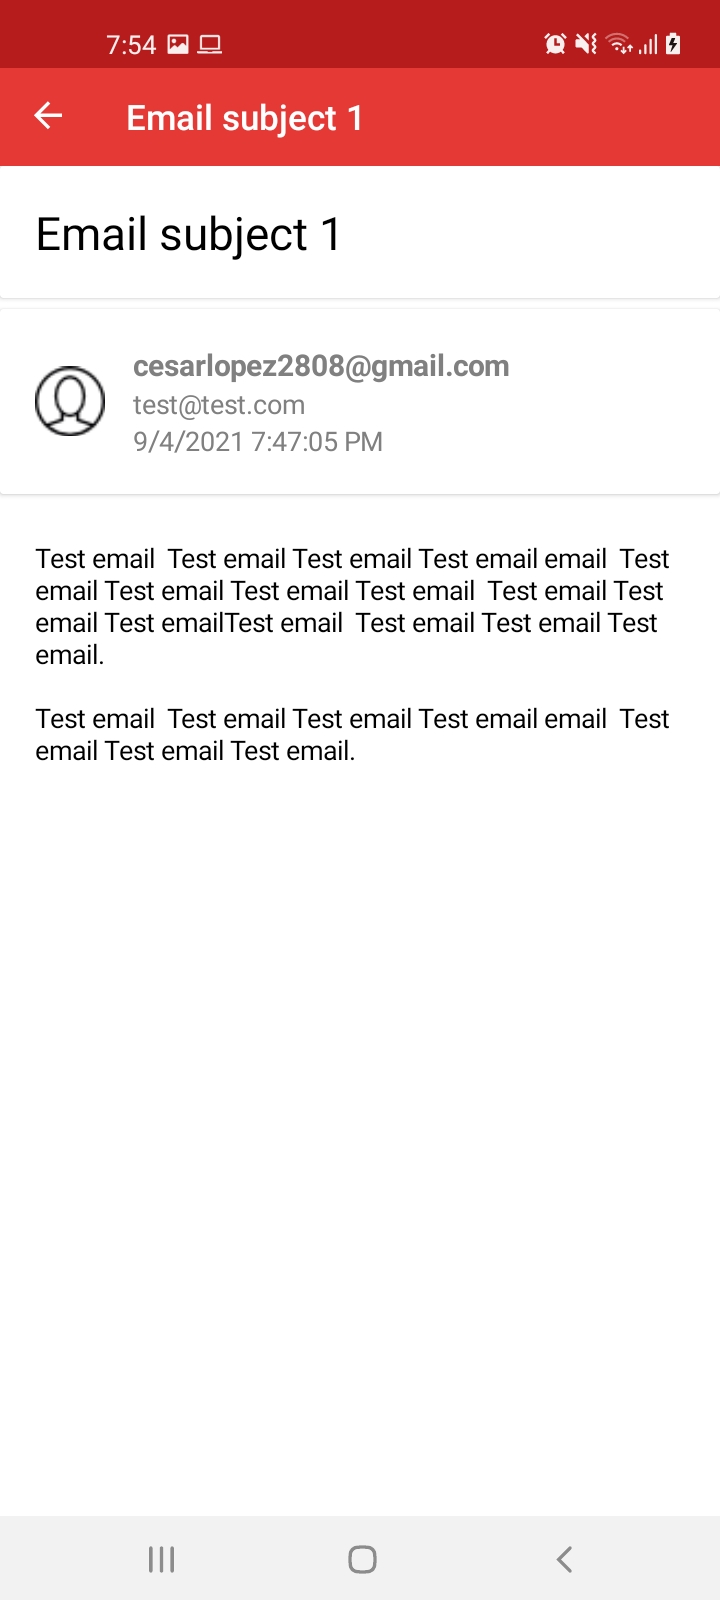 7:54
Email subject 1
Email subject 1
cesarlopez2808@gmail.com
test@test.com
9/4/2021 7:47:05 PM
Test email  Test email Test email Test email email  Test
email Test email Test email Test email  Test email Test
email Test emailTest email  Test email Test email Test
email.
Test email  Test email Test email Test email email  Test
email Test email Test email.